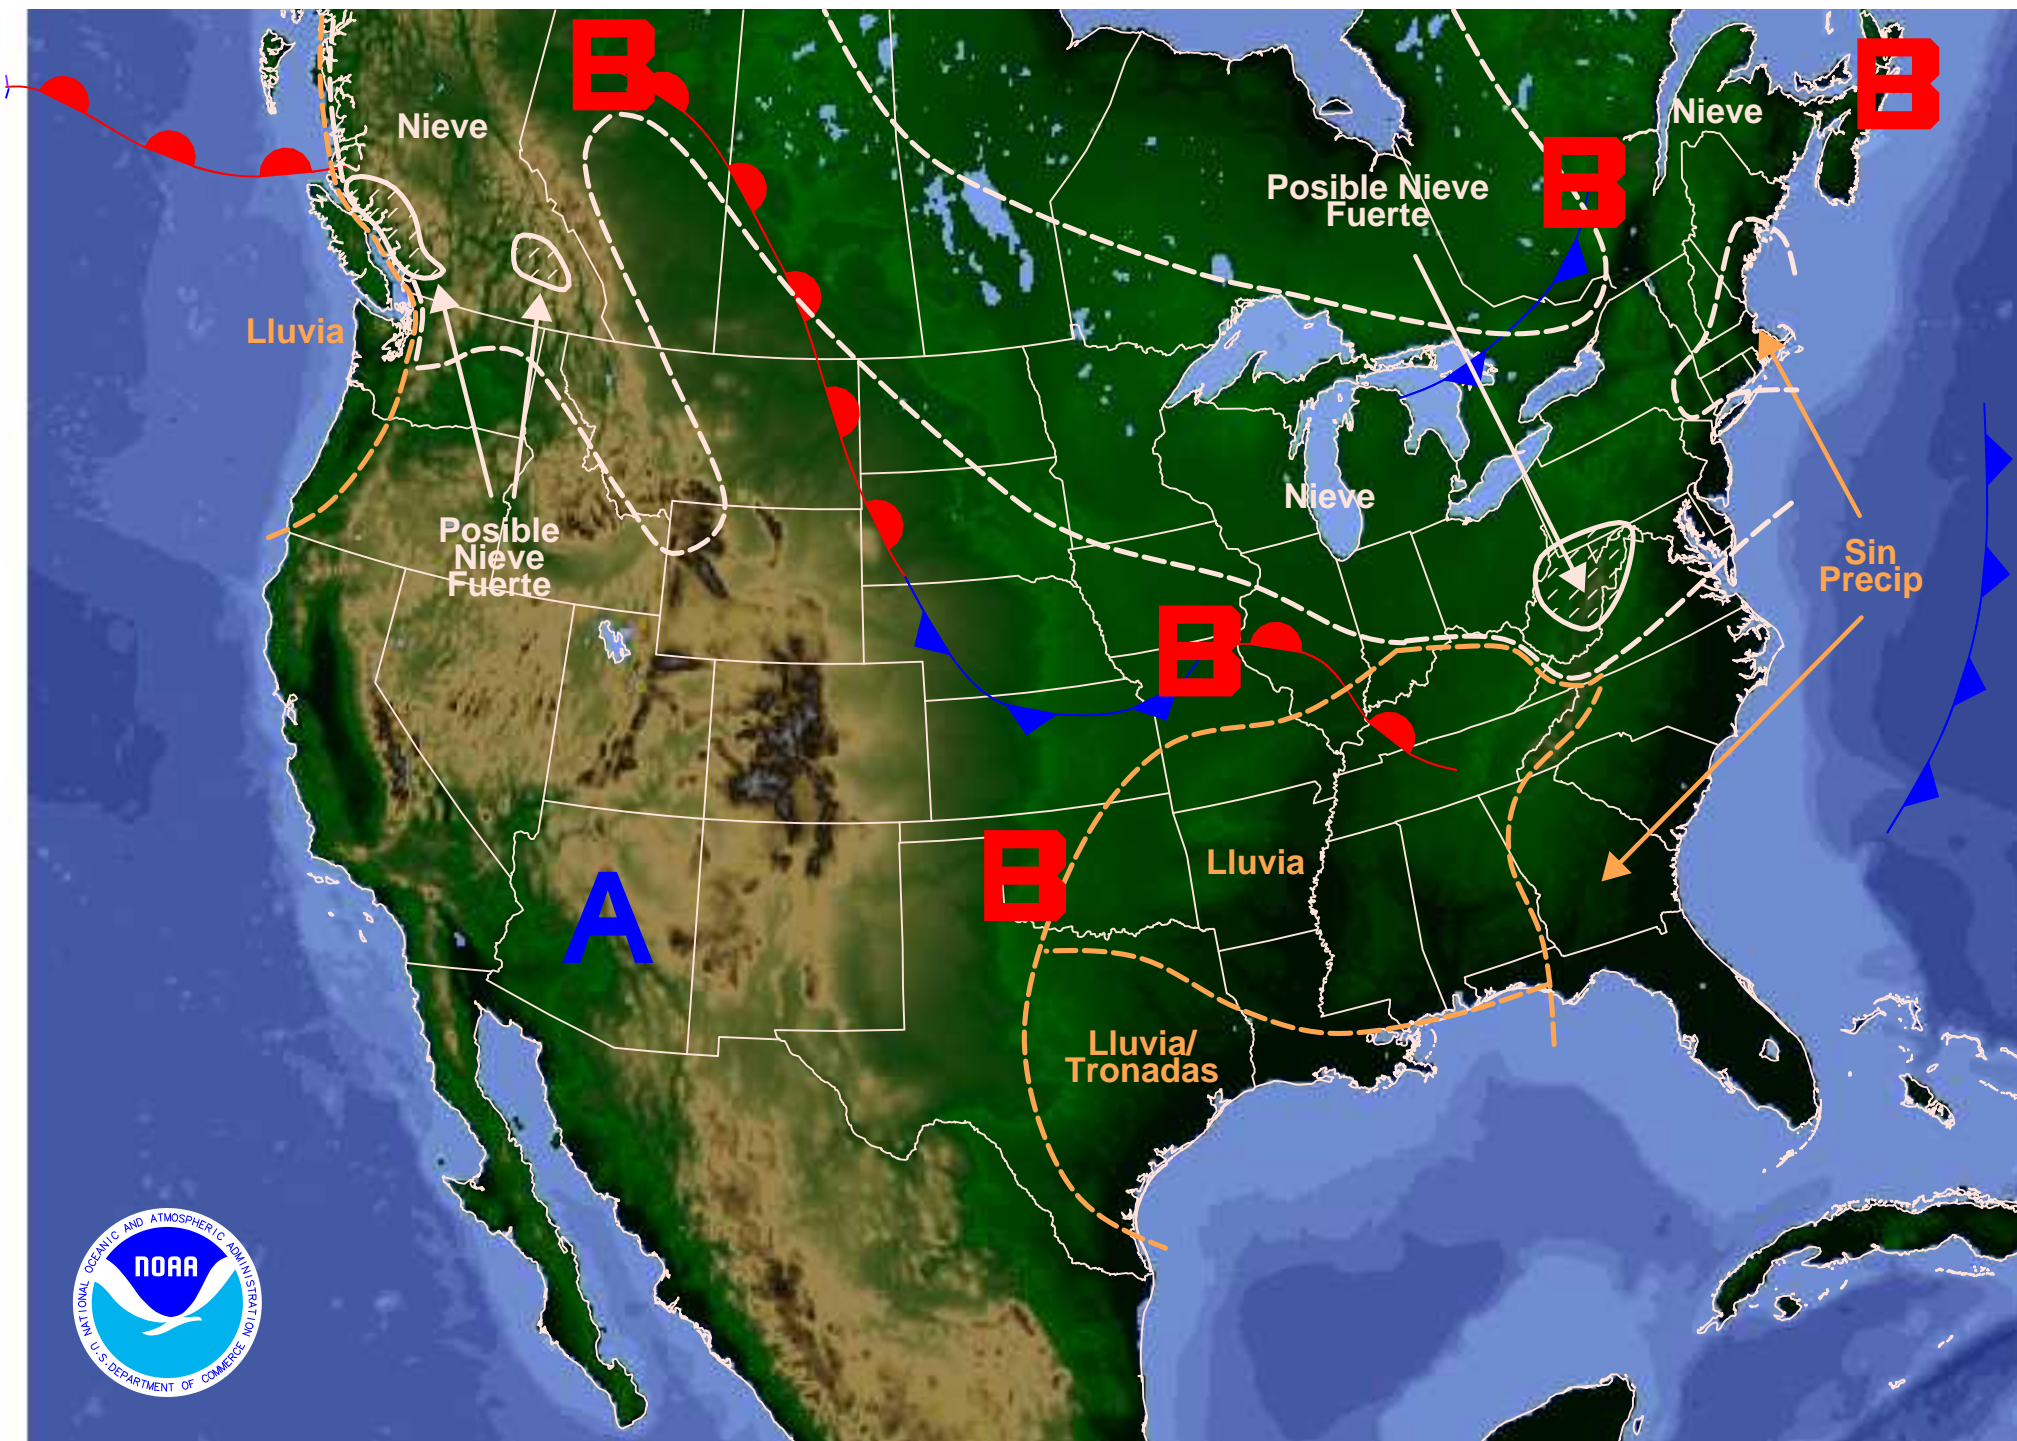 B
B
B
Nieve
Nieve
Posible Nieve
Fuerte
Lluvia
Nieve
Posible
Nieve
Fuerte
Sin
Precip
B
B
Lluvia
A
Lluvia/
Tronadas
NATIONAL OCEANIC AND ATMOSPHERIC ADMINISTRATION
NOAA
U.S. DEPARTMENT OF COMMERCE